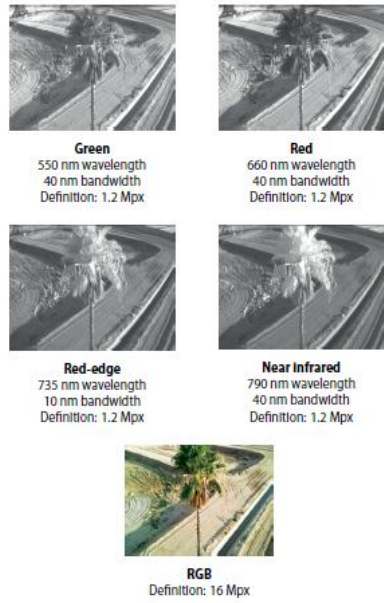 Green
550 nm wavelength
40 nm bandwidth
Definition: 1.2 Mpx
Red
660 nm wavelength
40 nm bandwidth
Definition: 1.2 Mpx
Red-edge
735 nm wavelength
10 nm bandwidth
Definition: 1.2 Mpx
Near infrared
790 nm wavelength
40 nm bandwidth
Definition: 1.2 Mpx
RGB
Definition: 16 Mpx